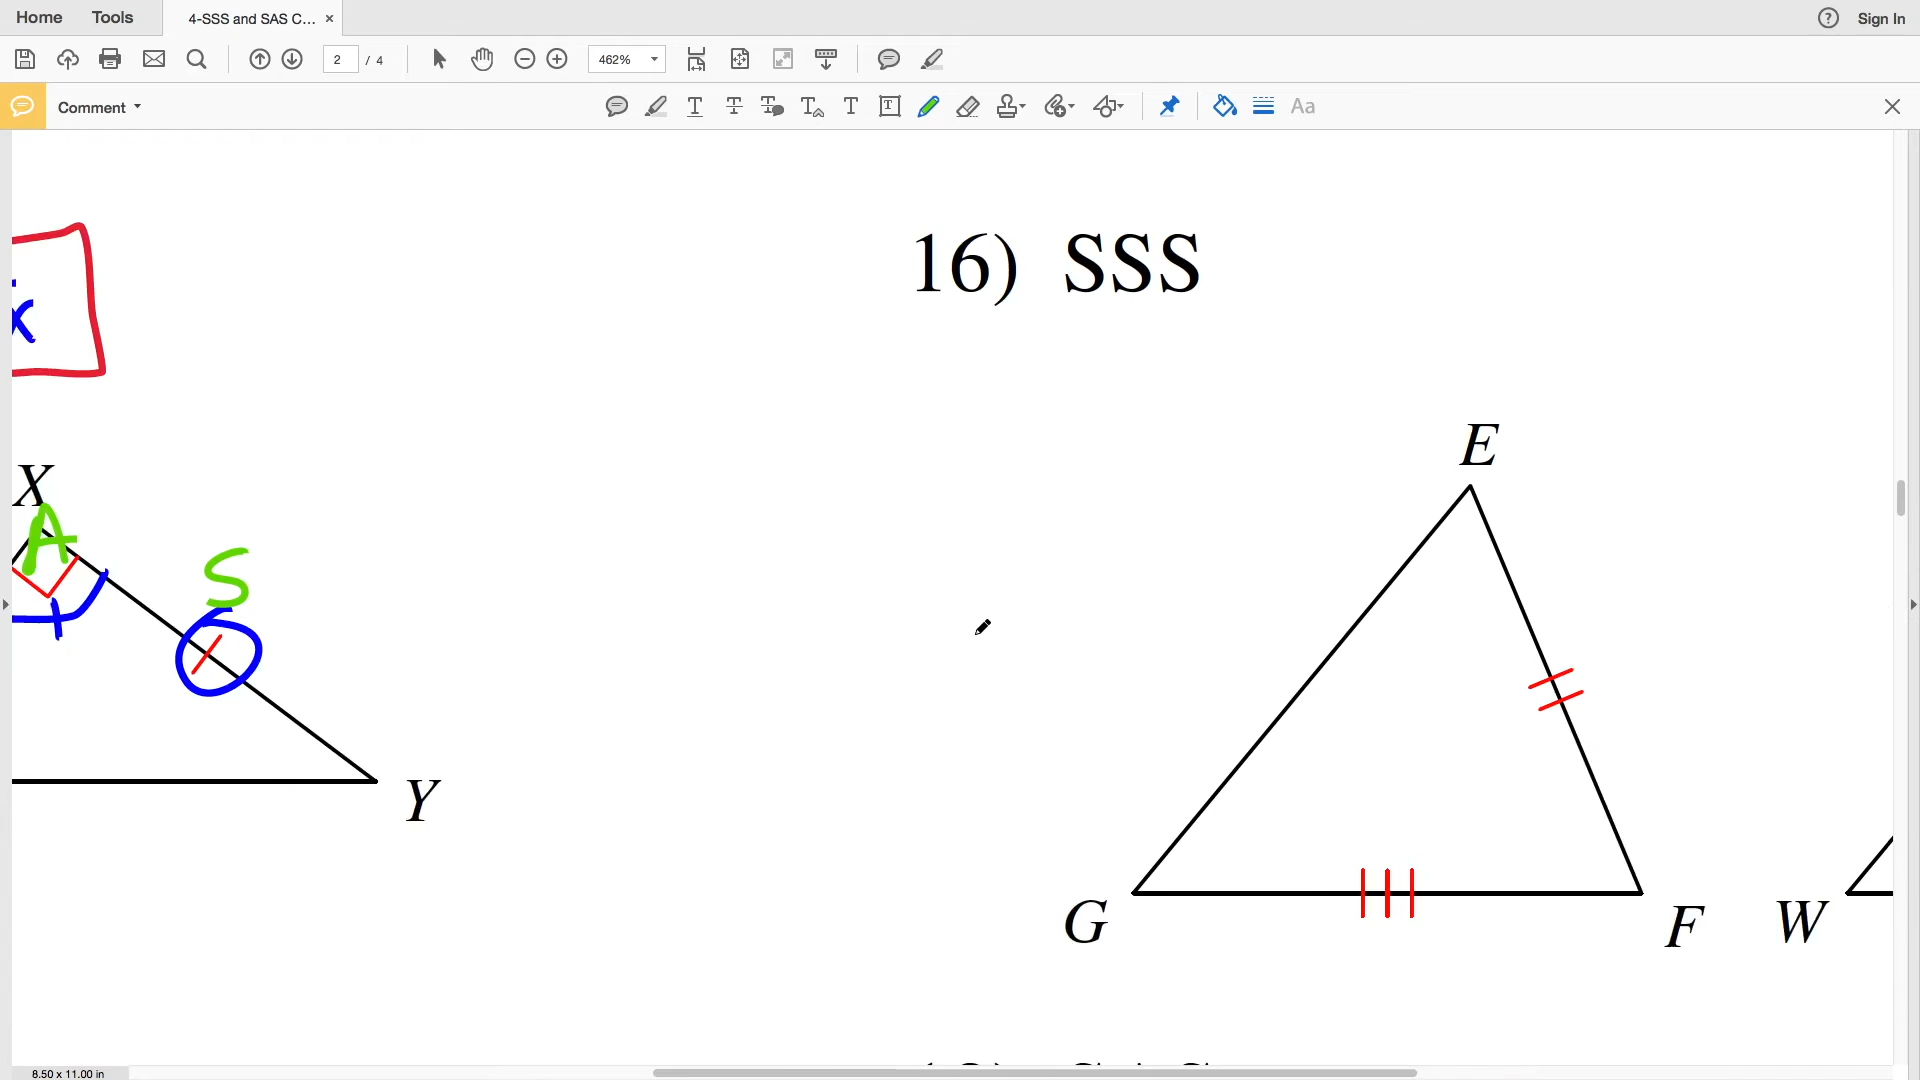 Home Tools 4-SSS and SAS C... × Sign In
2 / 4 462%
Comment Aa
16) SSS
x
X
A
S
Y
E
G
F
W
8.50 x 11.00 in